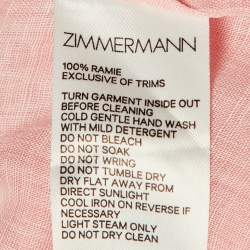 ZIMMERMANN
100% RAMIE
EXCLUSIVE OF TRIMS
TURN GARMENT INSIDE OUT
BEFORE CLEANING
COLD GENTLE HAND WASH
WITH MILD DETERGENT
DO NOT BLEACH
DO NOT SOAK
DO NOT WRING
DO NOT TUMBLE DRY
DRY FLAT AWAY FROM
DIRECT SUNLIGHT
COOL IRON ON REVERSE IF
NECESSARY
LIGHT STEAM ONLY
DO NOT DRY CLEAN